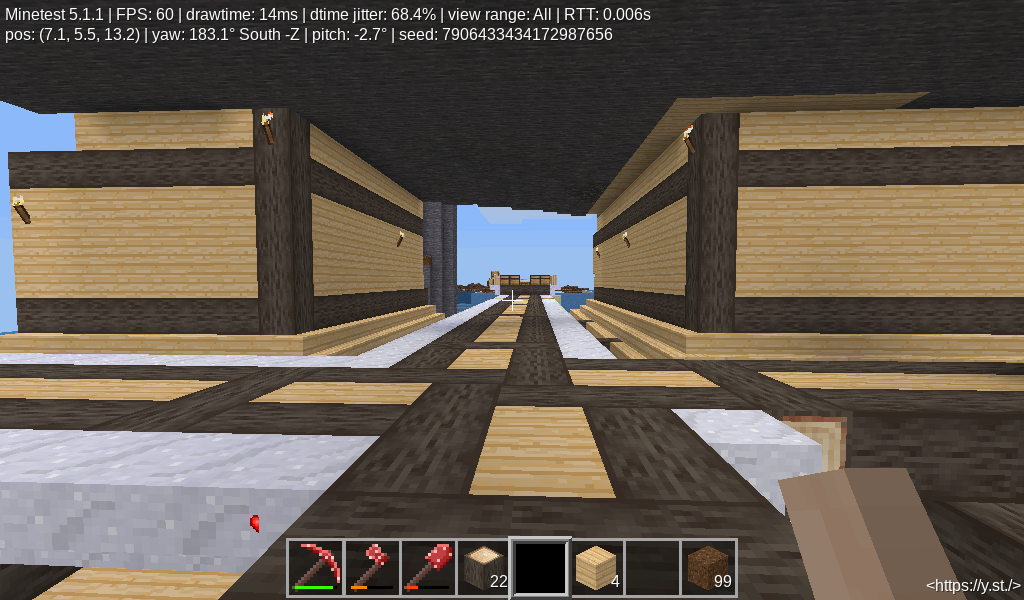 Minetest 5.1.1 | FPS: 60 | drawtime: 14ms | dtime jitter: 68.4% | view range: All | RTT: 0.006s
pos: (7.1, 5.5, 13.2) | yaw: 183.1° South -Z | pitch: -2.7° | seed: 7906433434172987656
22
4
99
<https://y.st./>